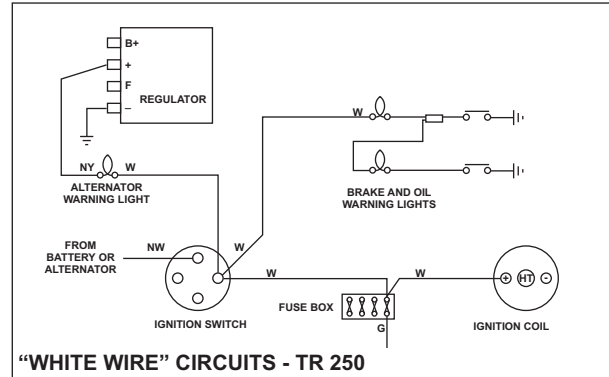 B+
+
F
–
REGULATOR
NY
W
ALTERNATOR
WARNING LIGHT
W
BRAKE AND OIL
WARNING LIGHTS
FROM
BATTERY OR
ALTERNATOR
NW
W
W
IGNITION SWITCH
FUSE BOX
G
W
+
HT
-
IGNITION COIL
"WHITE WIRE" CIRCUITS - TR 250